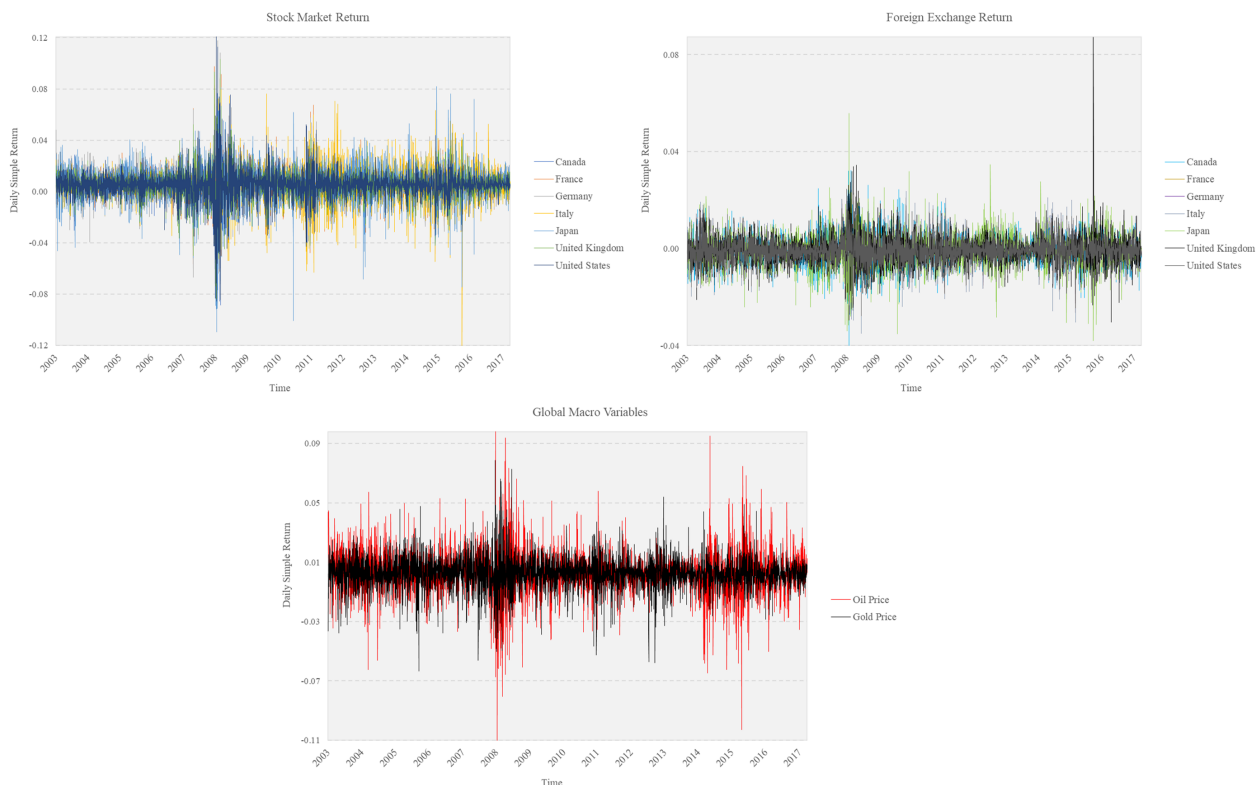 Stock Market Return
Daily Simple Return
0.12
0.08
0.04
0.00
-0.04
-0.08
-0.12
2003 2004 2005 2006 2007 2008 2009 2010 2011 2012 2013 2014 2015 2016 2017
Time
Canada
France
Germany
Italy
Japan
United Kingdom
United States
Foreign Exchange Return
Daily Simple Return
0.08
0.04
0.00
-0.04
2003 2004 2005 2006 2007 2008 2009 2010 2011 2012 2013 2014 2015 2016 2017
Time
Canada
France
Germany
Italy
Japan
United Kingdom
United States
Global Macro Variables
Daily Simple Return
0.09
0.05
0.01
-0.03
-0.07
-0.11
2003 2004 2005 2006 2007 2008 2009 2010 2011 2012 2013 2014 2015 2016 2017
Time
Oil Price
Gold Price